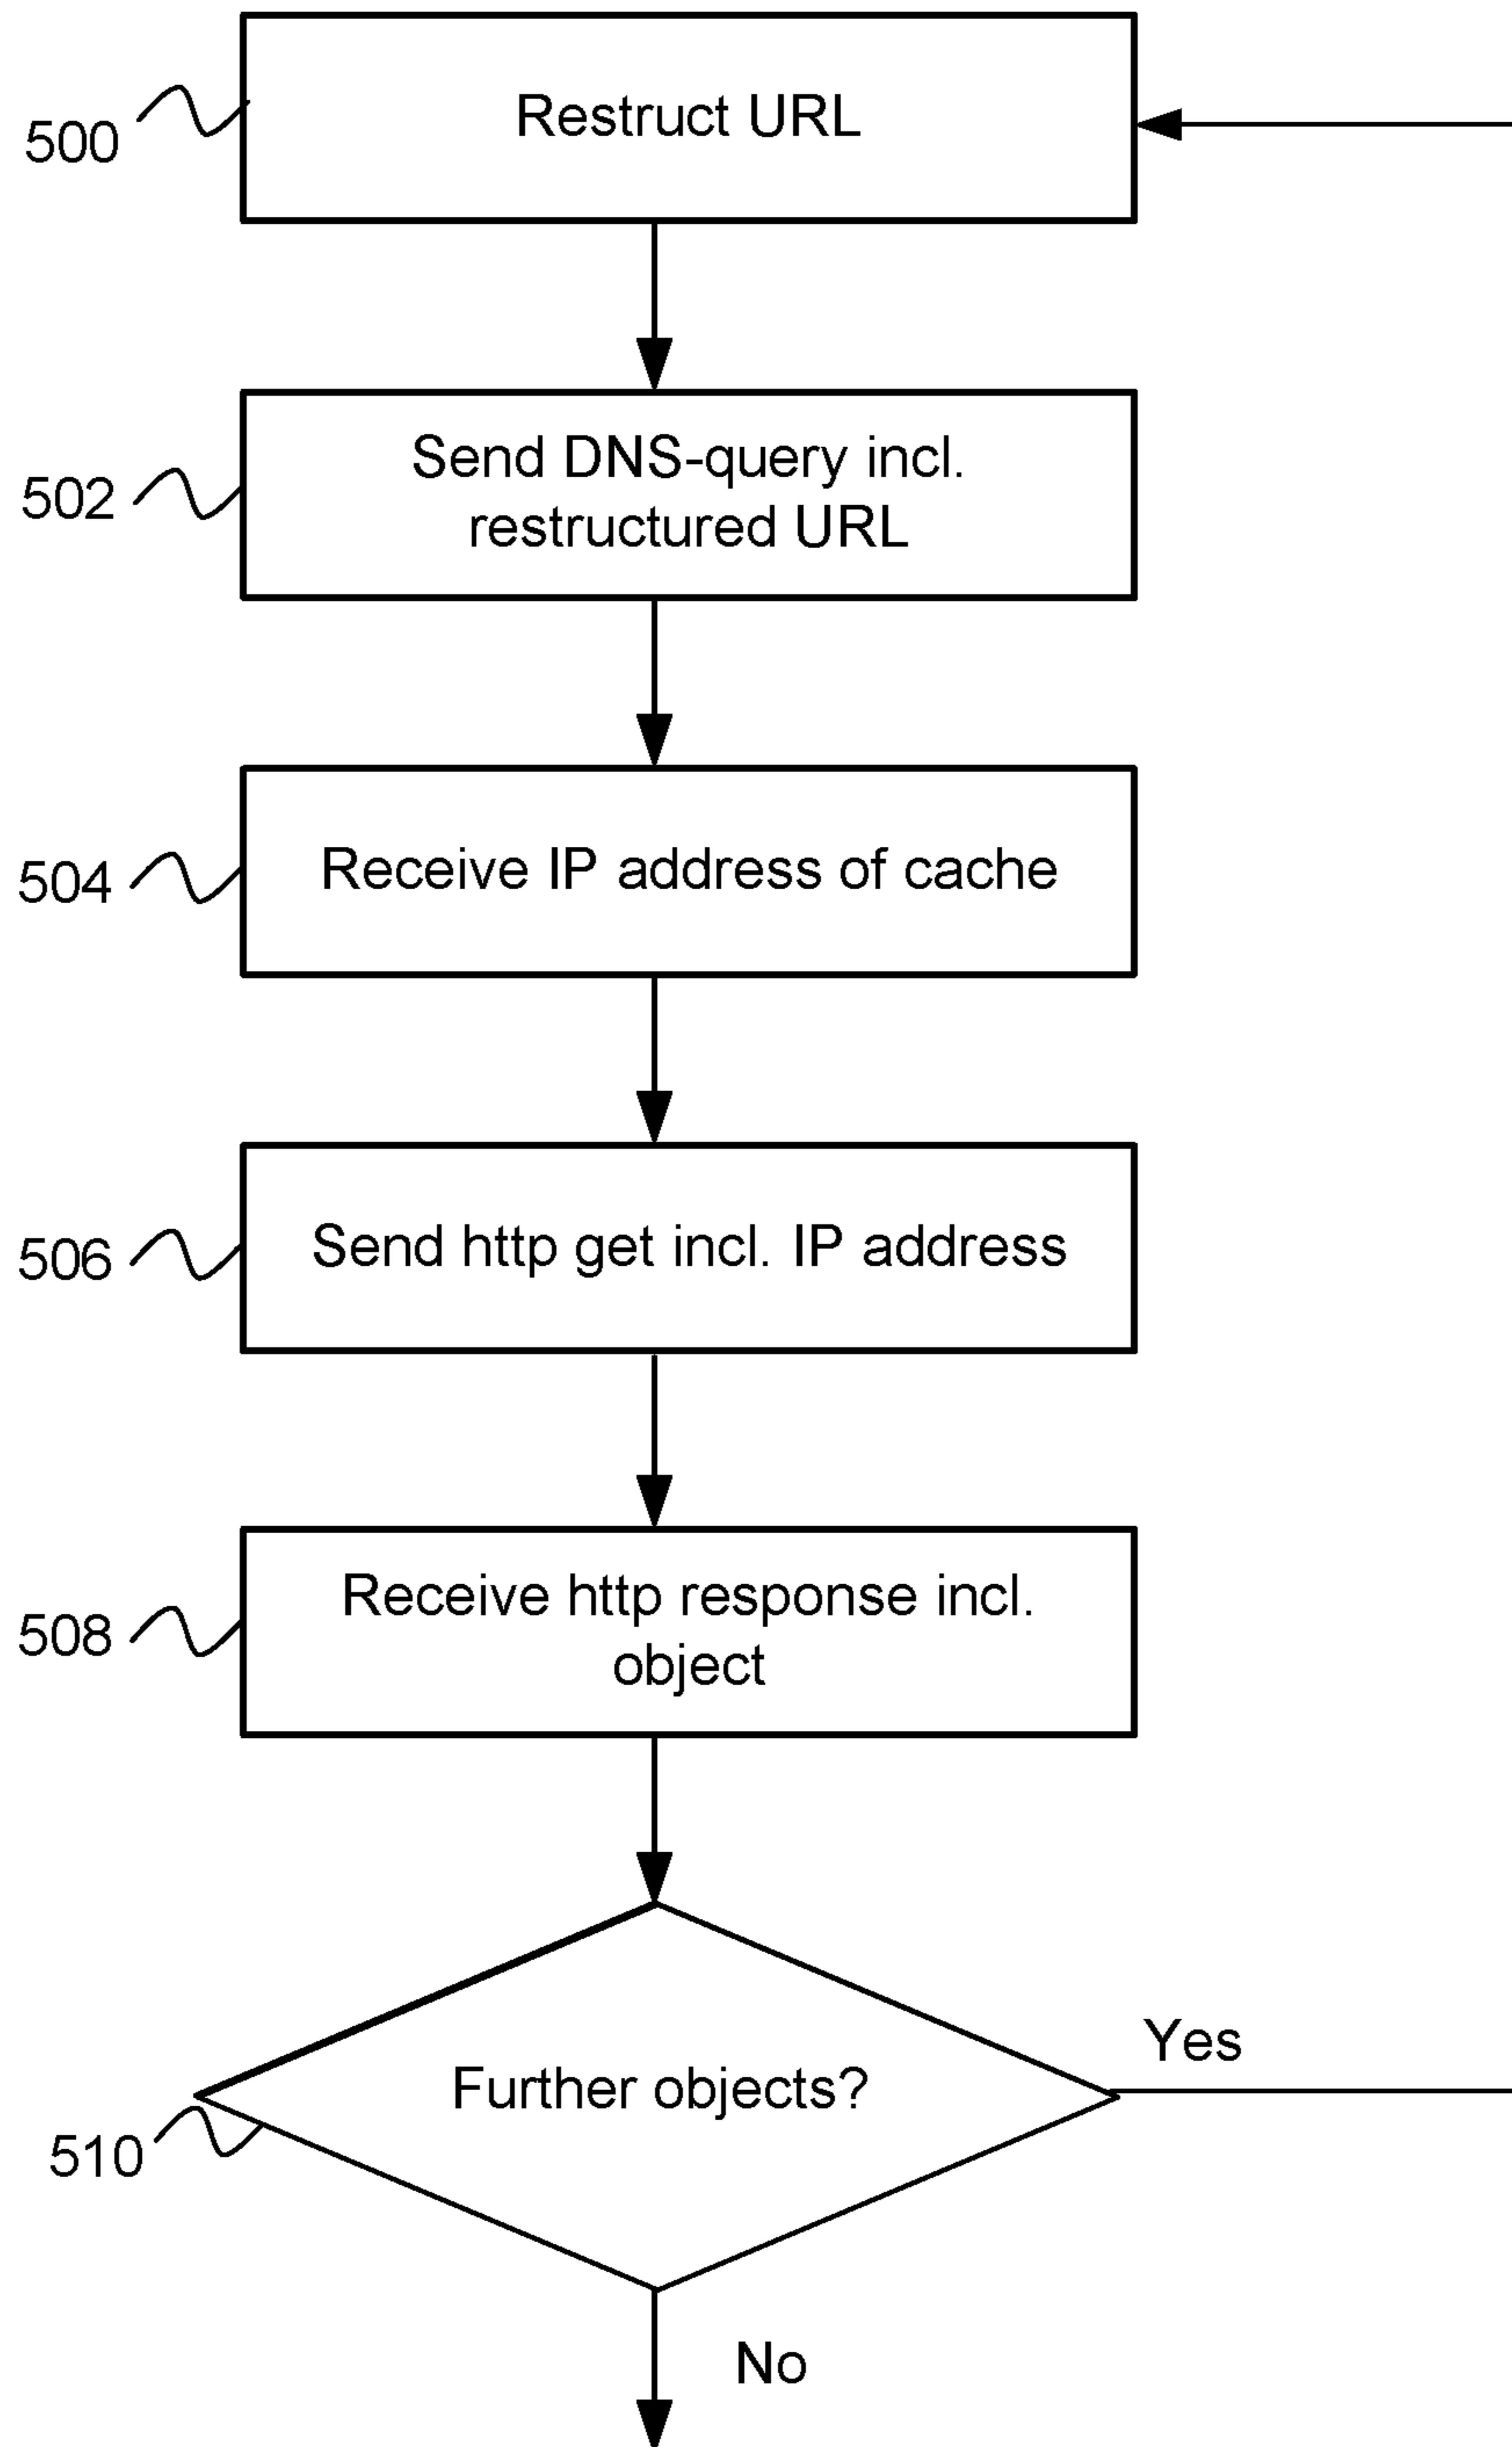 500
Restruct URL
502
Send DNS-query incl.
restructured URL
504
Receive IP address of cache
506
Send http get incl. IP address
508
Receive http response incl.
object
Further objects?
Yes
510
No